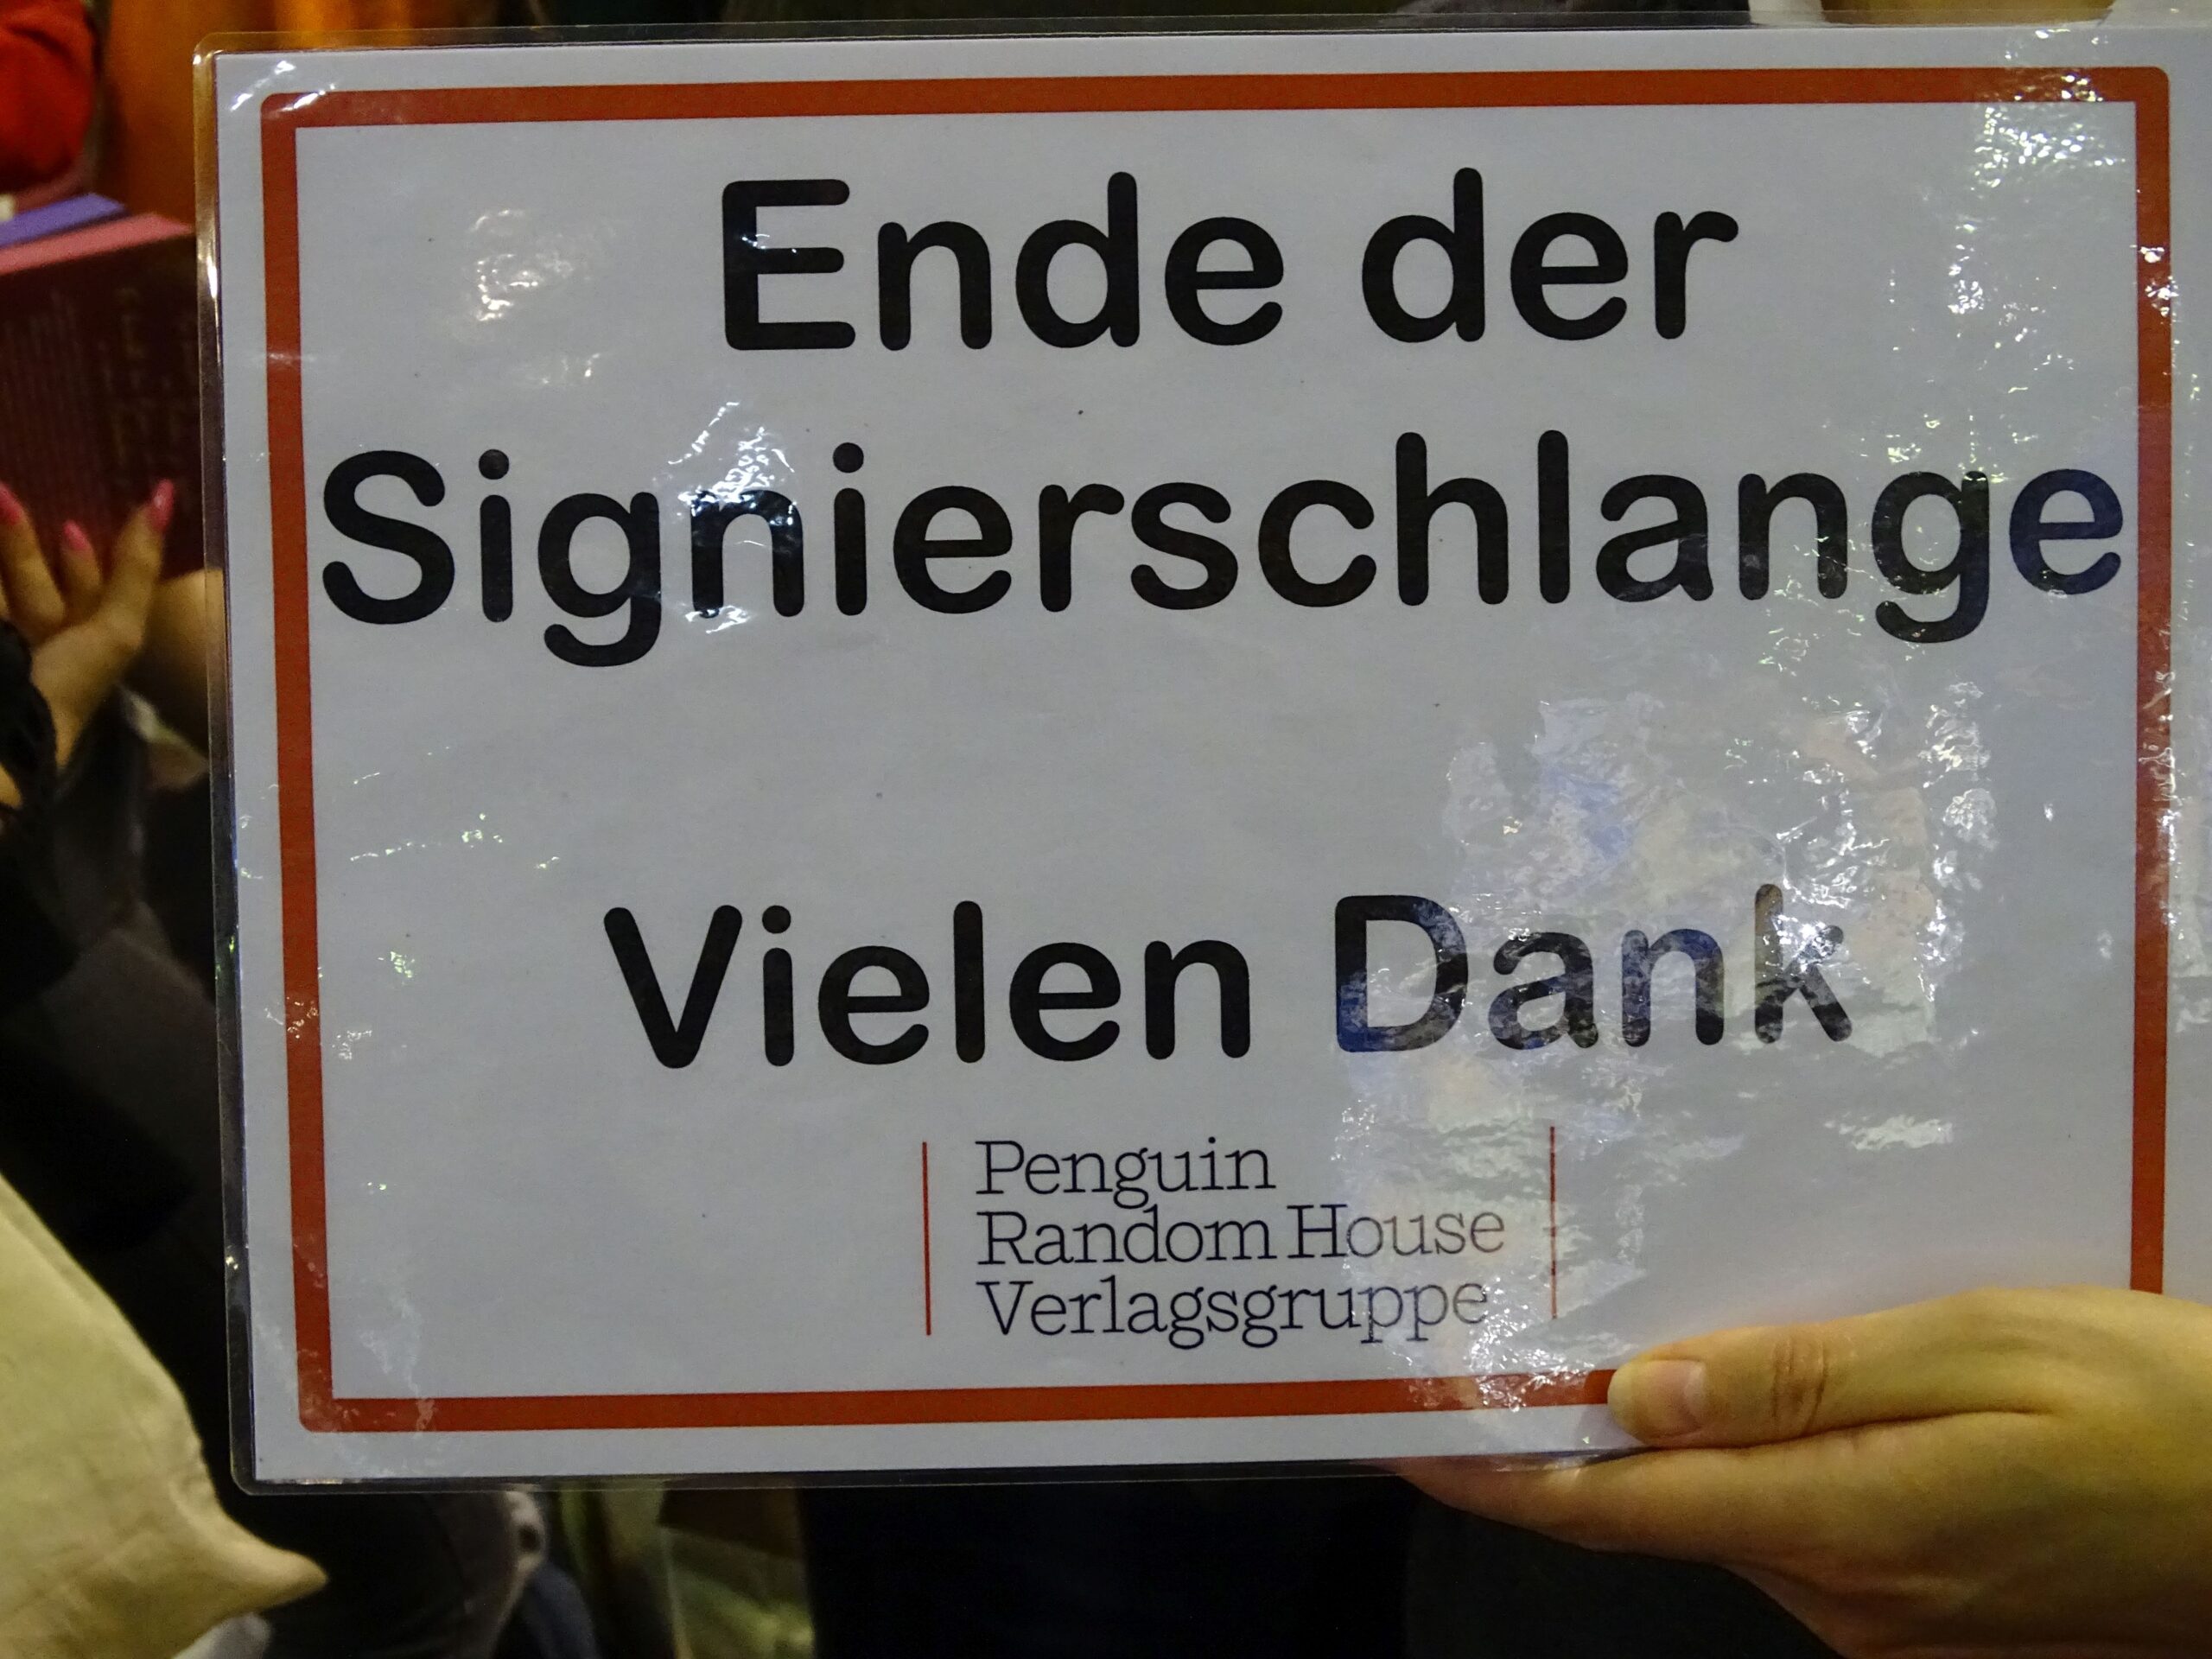 Ende der
Signierschlange
Vielen Dank
Penguin
Random House
Verlagsgruppe